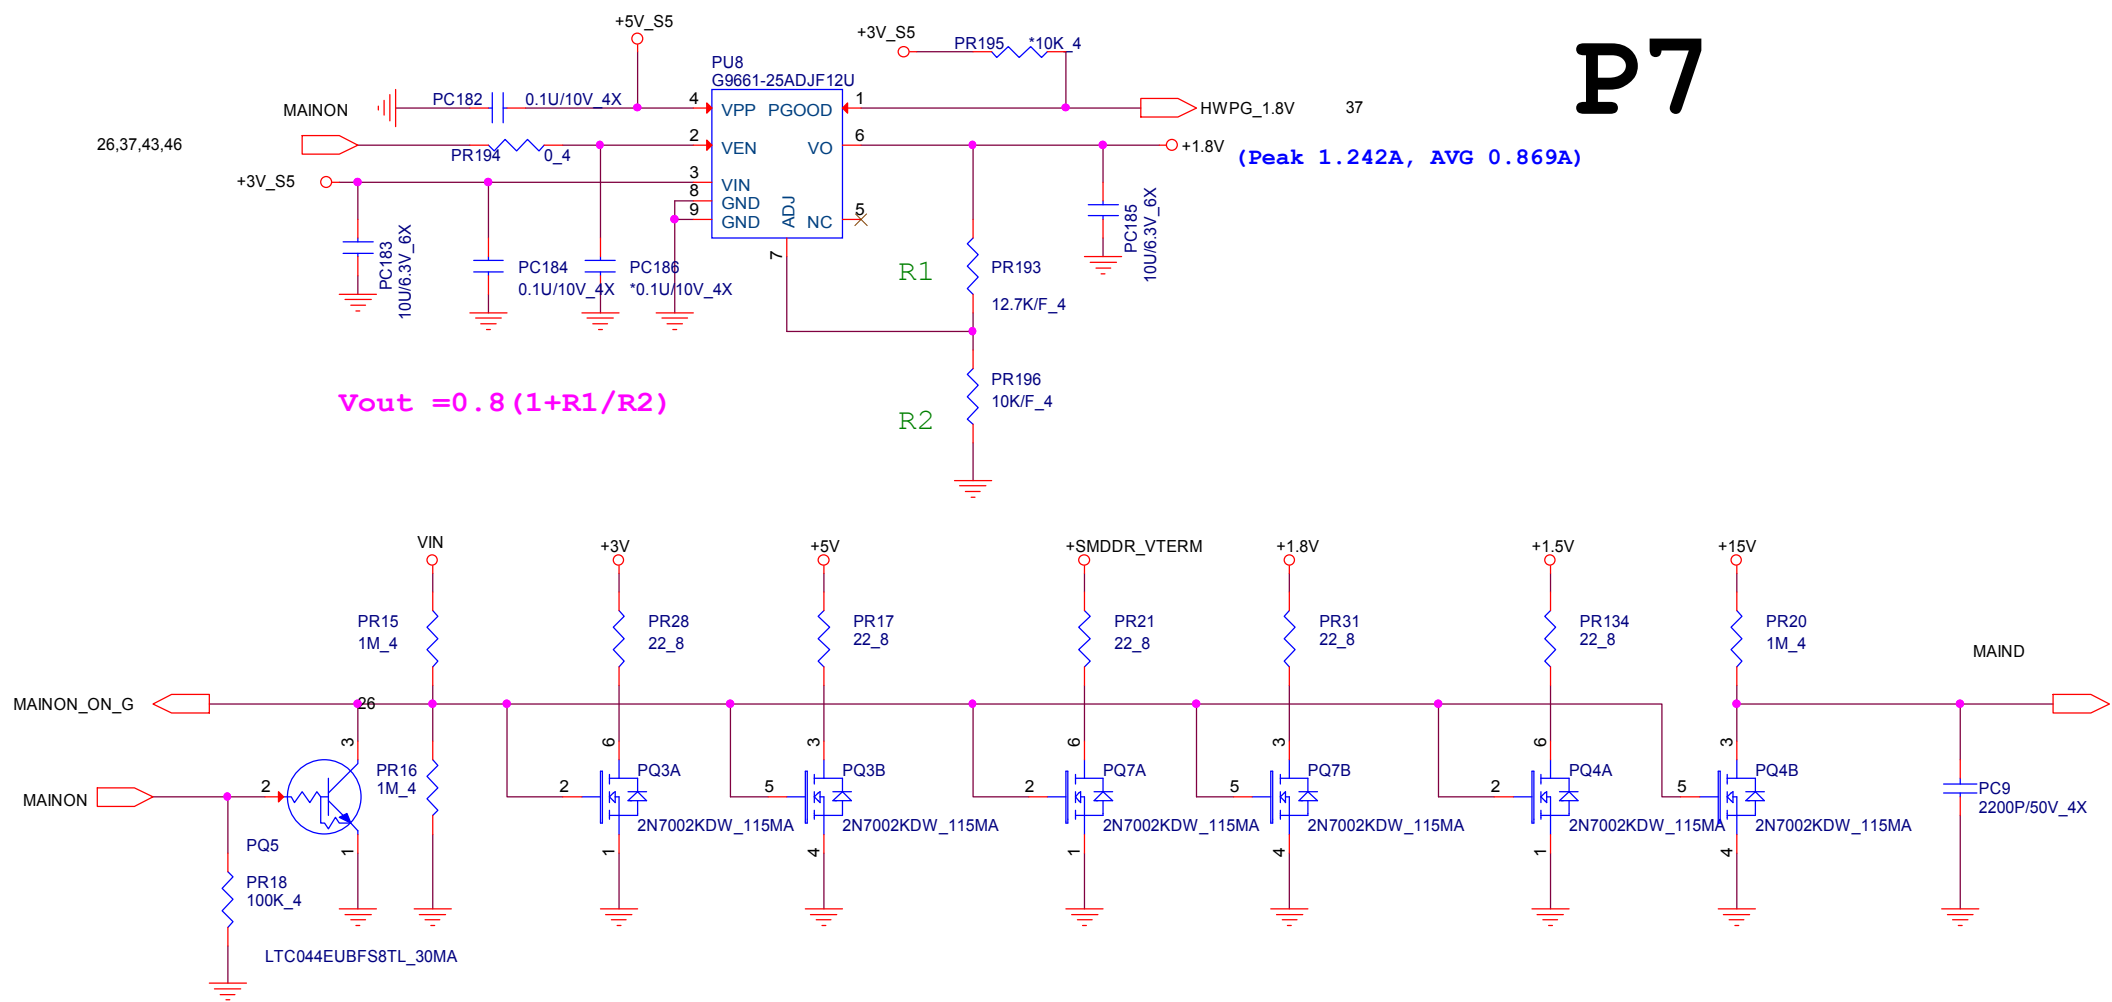 +5V_S5
+3V_S5
PR195
*10K_4
P7
PU8
G9661-25ADJF12U
PC182
0.1U/10V_4X
4
VPP
PGOOD
1
HWPG_1.8V
37
MAINON
26,37,43,46
PR194
0_4
2
VEN
VO
6
+1.8V
(Peak 1.242A, AVG 0.869A)
+3V_S5
3
VIN
8
GND
9
GND
ADJ
NC
5
7
PC183
10U/6.3V_6X
PC184
0.1U/10V_4X
PC186
*0.1U/10V_4X
R1
PR193
12.7K/F_4
PC185
10U/6.3V_6X
PR196
10K/F_4
R2
Vout =0.8(1+R1/R2)
VIN
+3V
+5V
+SMDDR_VTERM
+1.8V
+1.5V
+15V
PR15
1M_4
PR28
22_8
PR17
22_8
PR21
22_8
PR31
22_8
PR134
22_8
PR20
1M_4
MAIND
MAINON_ON_G
26
3
6
3
6
3
6
3
MAINON
2
PR16
1M_4
2
PQ3A
5
PQ3B
2
PQ7A
5
PQ7B
2
PQ4A
5
PQ4B
PC9
2200P/50V_4X
2N7002KDW_115MA
2N7002KDW_115MA
2N7002KDW_115MA
2N7002KDW_115MA
2N7002KDW_115MA
2N7002KDW_115MA
PQ5
1
1
4
1
4
1
4
PR18
100K_4
LTC044EUBFS8TL_30MA